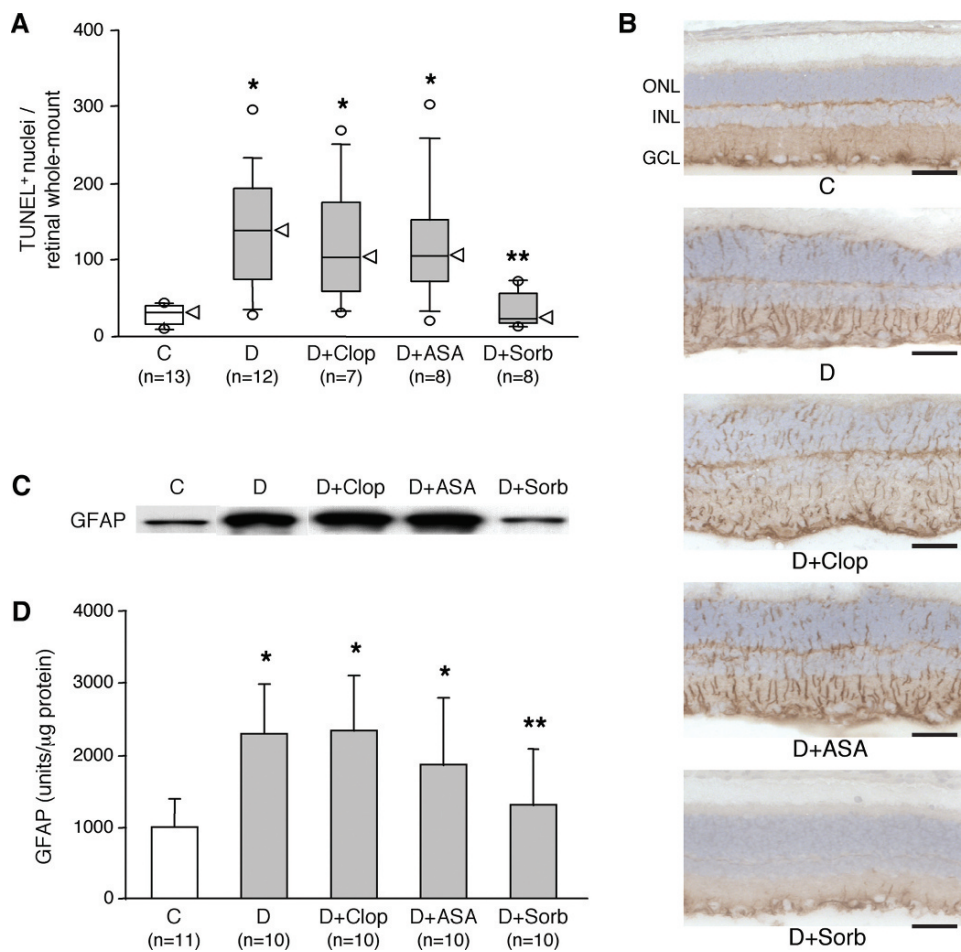 A
TUNEL⁺ nuclei /
retinal whole-mount
400
300
200
100
0
*
*
*
**
C D D+Clop D+ASA D+Sorb
(n=13) (n=12) (n=7) (n=8) (n=8)
B
ONL
INL
GCL
C
D
D+Clop
D+ASA
D+Sorb
C
C D D+Clop D+ASA D+Sorb
GFAP
D
GFAP (units/µg protein)
4000
3000
2000
1000
0
*
*
*
**
C D D+Clop D+ASA D+Sorb
(n=11) (n=10) (n=10) (n=10) (n=10)